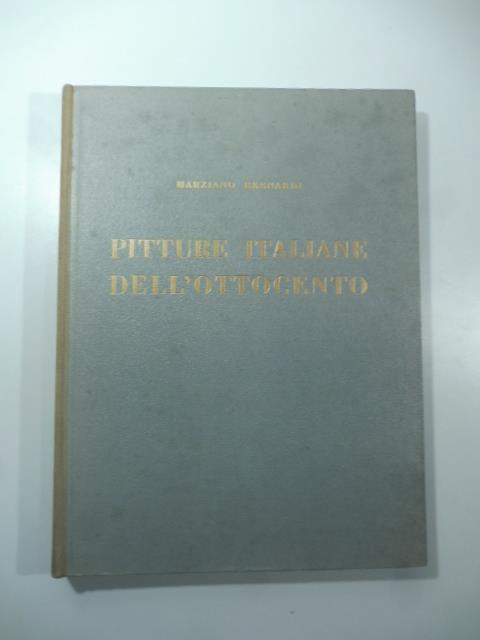 MARZIANO BERNARDI
PITTURE ITALIANE
DELL'OTTOCENTO